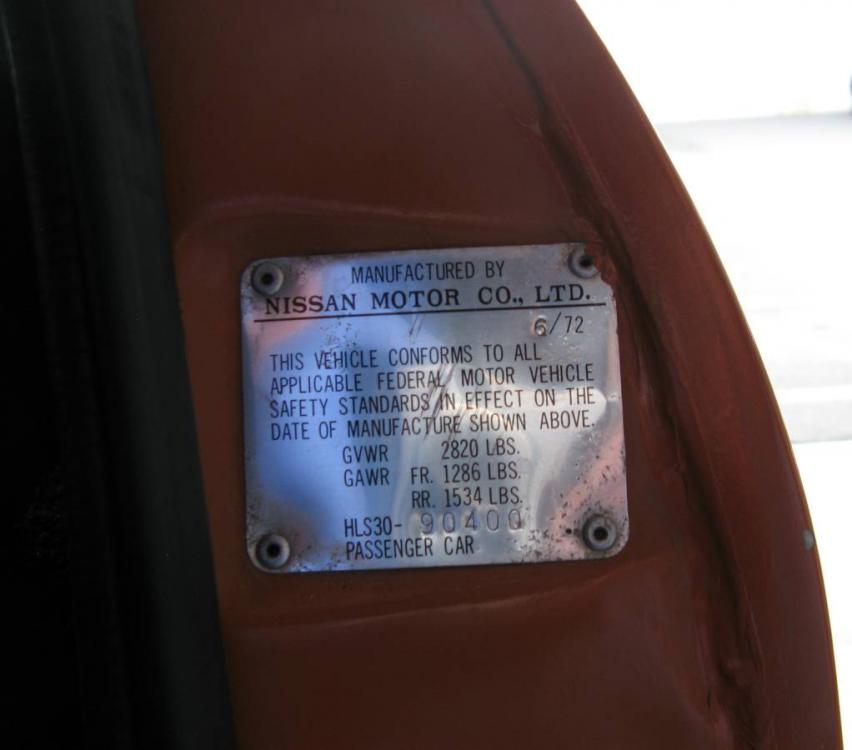 MANUFACTURED BY
NISSAN MOTOR CO., LTD.
6/72
THIS VEHICLE CONFORMS TO ALL
APPLICABLE FEDERAL MOTOR VEHICLE
SAFETY STANDARDS IN EFFECT ON THE
DATE OF MANUFACTURE SHOWN ABOVE.
GVWR 2820 LBS.
GAWR FR. 1286 LBS.
RR. 1534 LBS.
HLS30- 90400
PASSENGER CAR